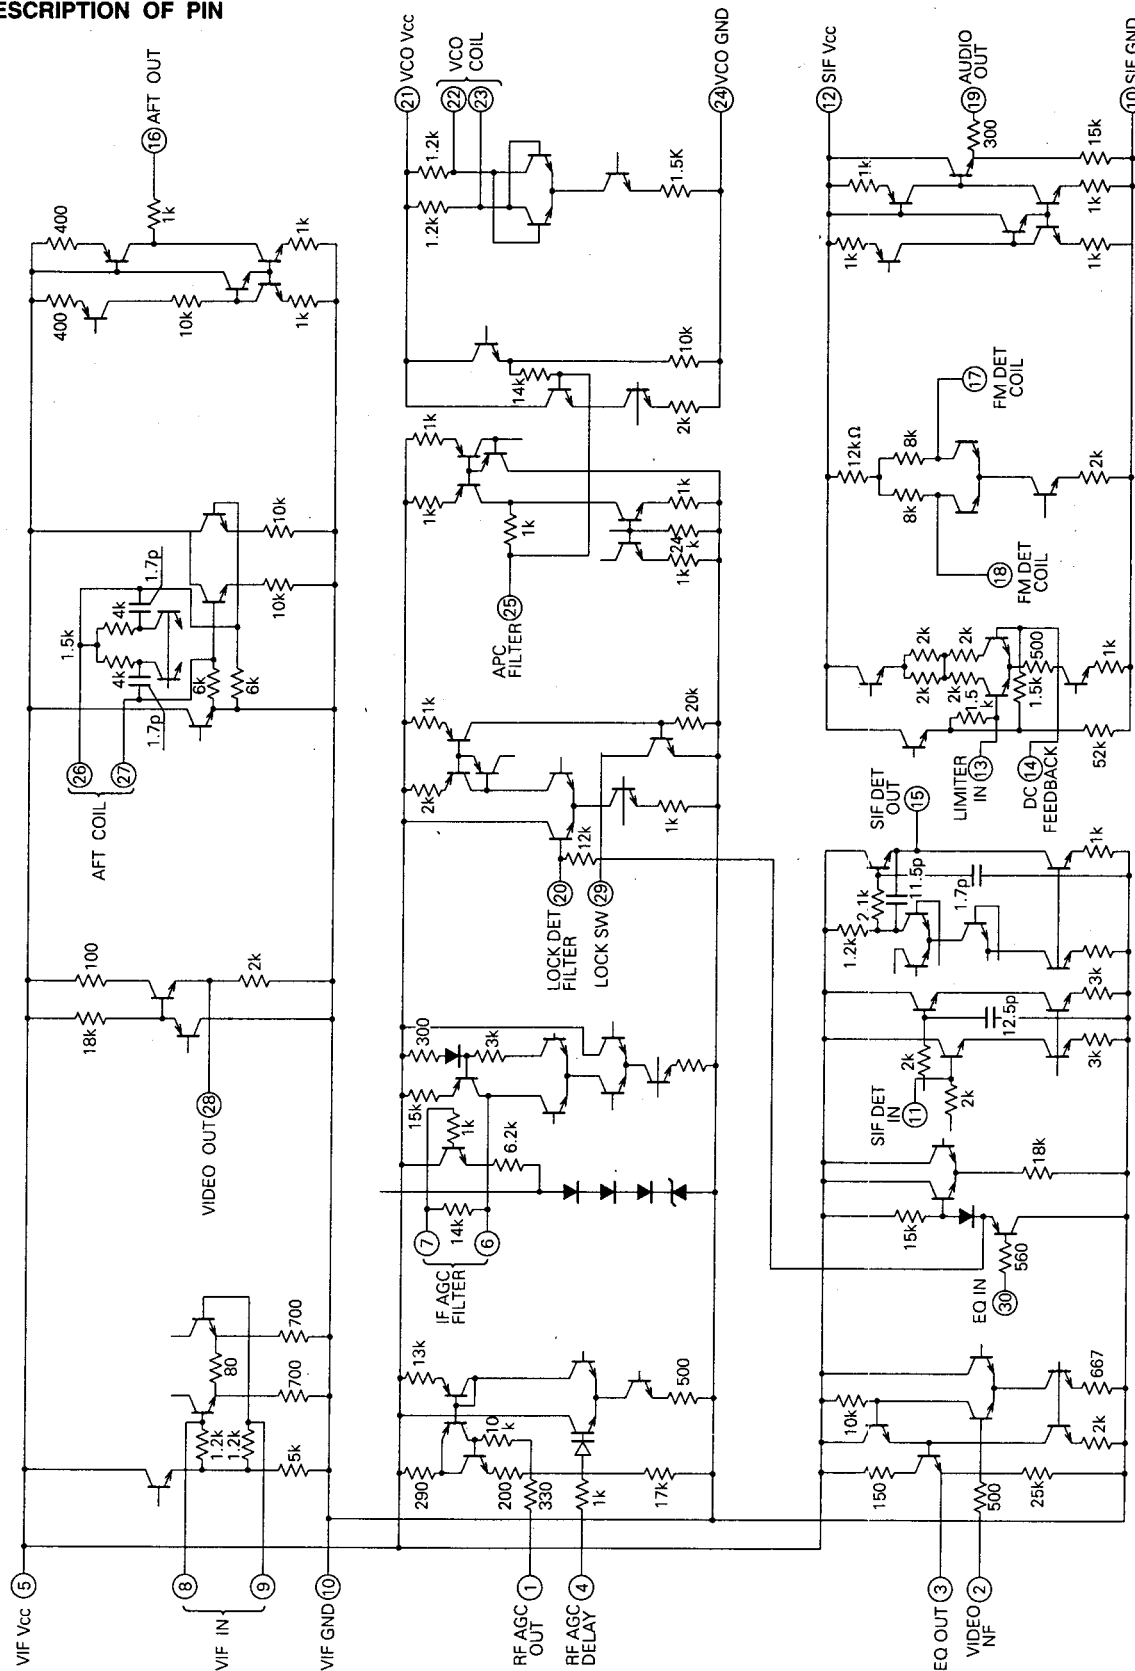 ESCRIPTION OF PIN
VIF Vcc 5
8
VIF IN
9
VIF GND 10
1.2k
1.2k
5k
80
700
700
VIDEO OUT 28
18k
100
2k
AFT COIL
26
27
1.7p
4k
1.5k
4k
1.7p
6k
6k
10k
10k
400
400
10k
1k
1k
1k
16 AFT OUT
RF AGC
OUT
1
RF AGC
DELAY
4
290
200
330
1k
10
k
13k
17k
500
7
IF AGC
FILTER
6
14k
15k
1k
6.2k
300
3k
LOCK DET
FILTER
20
LOCK SW 29
12k
2k
1k
1k
20k
APC
FILTER
25
1k
1k
1k
1k
24
k
1k
14k
2k
10k
1.2k
1.2k
1.5K
21 VCO Vcc
22
VCO
COIL
23
24 VCO GND
EQ OUT 3
VIDEO
NF
2
150
500
25k
10k
2k
667
EQ IN
30
560
15k
18k
SIF DET
IN
11
2k
2k
12.5p
3k
3k
1.2k
2.1k
11.5p
1.7p
1k
SIF DET
OUT
15
LIMITER
IN 13
DC 14
FEEDBACK
2k
2k
2k
2k
1.5
k
1.5k
500
52k
1k
18
FM DET
COIL
17
FM DET
COIL
12kΩ
8k
8k
2k
1k
1k
1k
1k
15k
300
12 SIF Vcc
19 AUDIO
OUT
10 SIF GND